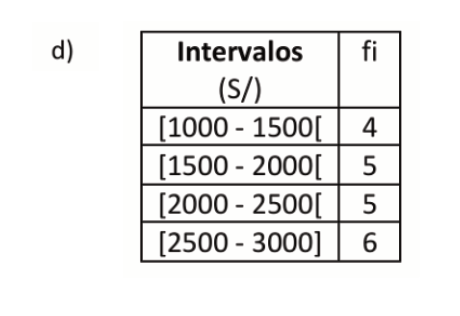 d)
Intervalos fi
(S/)
[1000 - 1500[ 4
[1500 - 2000[ 5
[2000 - 2500[ 5
[2500 - 3000] 6